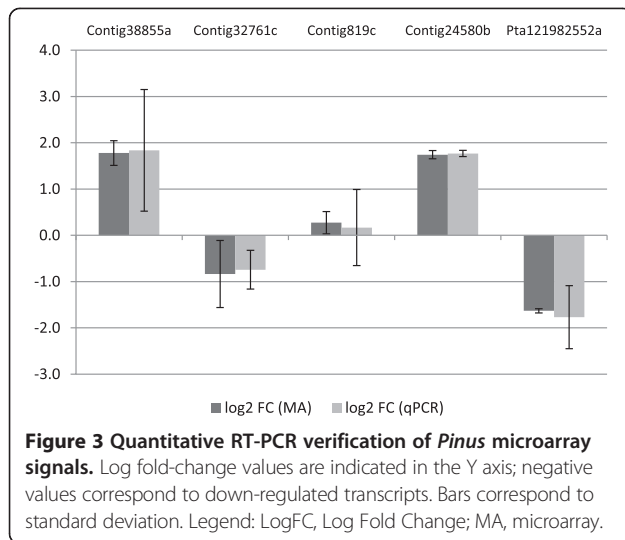 Contig38855a Contig32761c Contig819c Contig24580b Pta121982552a
4.0
3.0
2.0
1.0
0.0
-1.0
-2.0
-3.0
log2 FC (MA) log2 FC (qPCR)
Figure 3 Quantitative RT-PCR verification of Pinus microarray
signals. Log fold-change values are indicated in the Y axis; negative
values correspond to down-regulated transcripts. Bars correspond to
standard deviation. Legend: LogFC, Log Fold Change; MA, microarray.